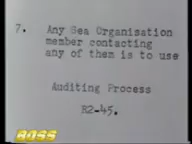 7. Any Sea Organisation
member contacting
any of them is to use
Auditing Process
R2-45.
BOSS